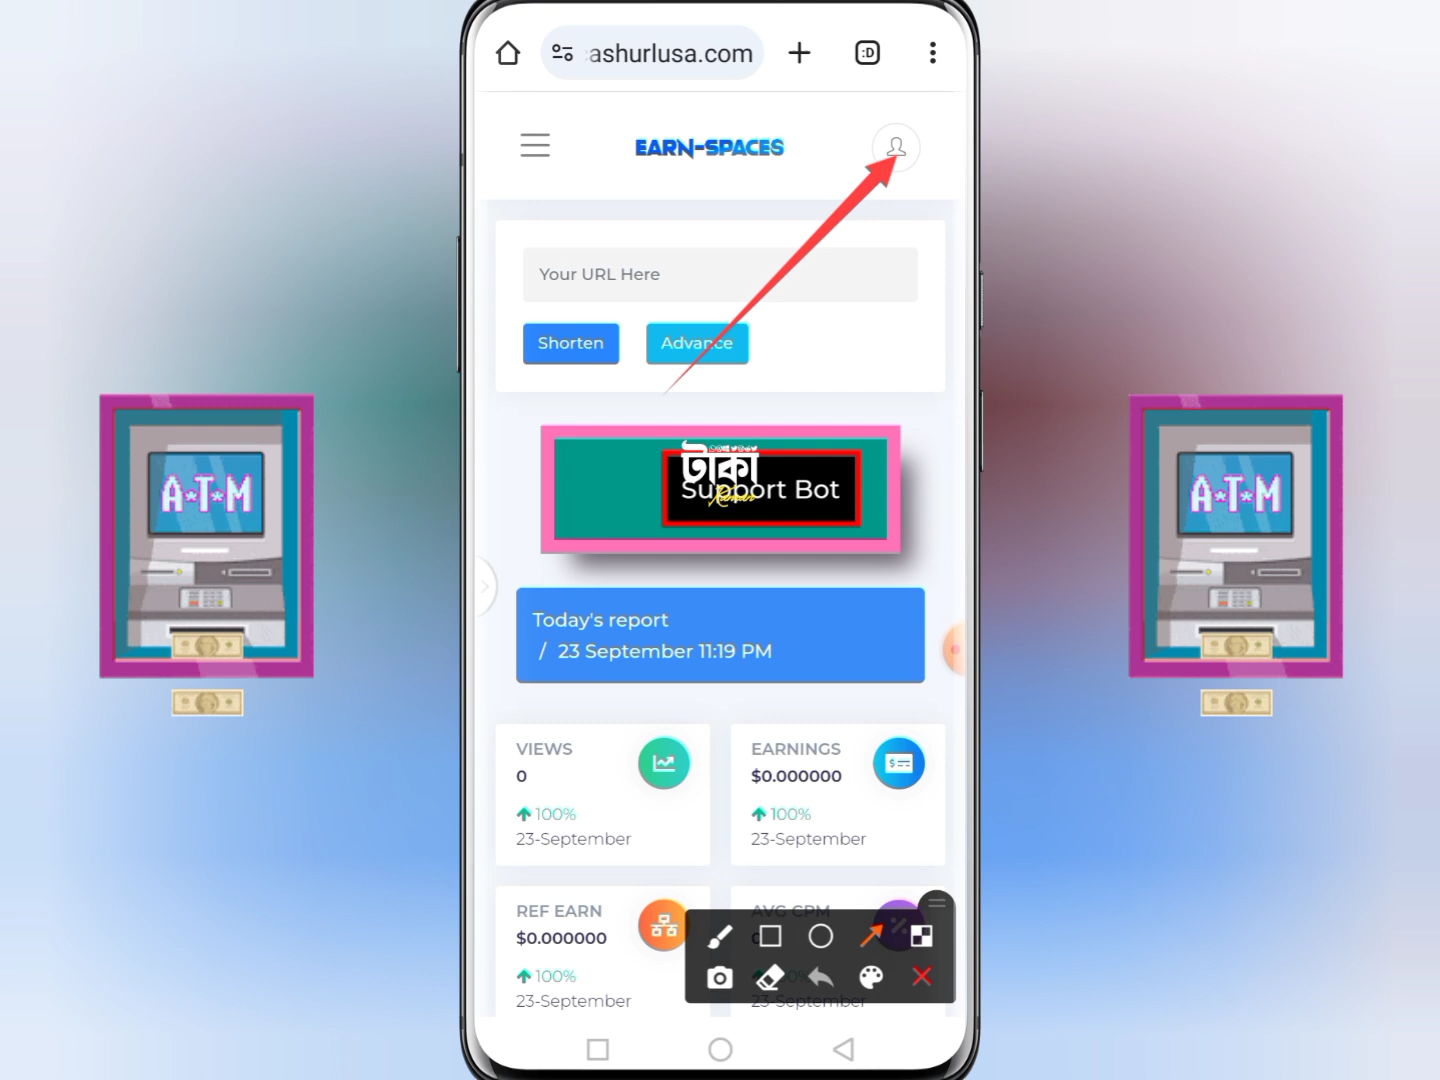 ashurlusa.com
:D
EARN-SPACES
Your URL Here
Shorten
Advance
টাকা
Support Bot
Today's report
/ 23 September 11:19 PM
VIEWS
0
100%
23-September
EARNINGS
$0.000000
100%
23-September
REF EARN
$0.000000
100%
23-September
AVG CPM
23-September
A*T*M
A*T*M